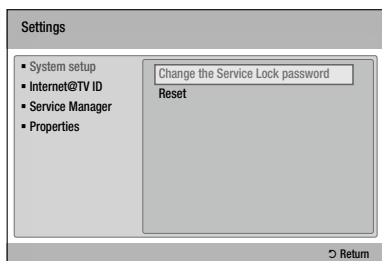 Settings
▪ System setup
▪ Internet@TV ID
▪ Service Manager
▪ Properties
Change the Service Lock password
Reset
Return